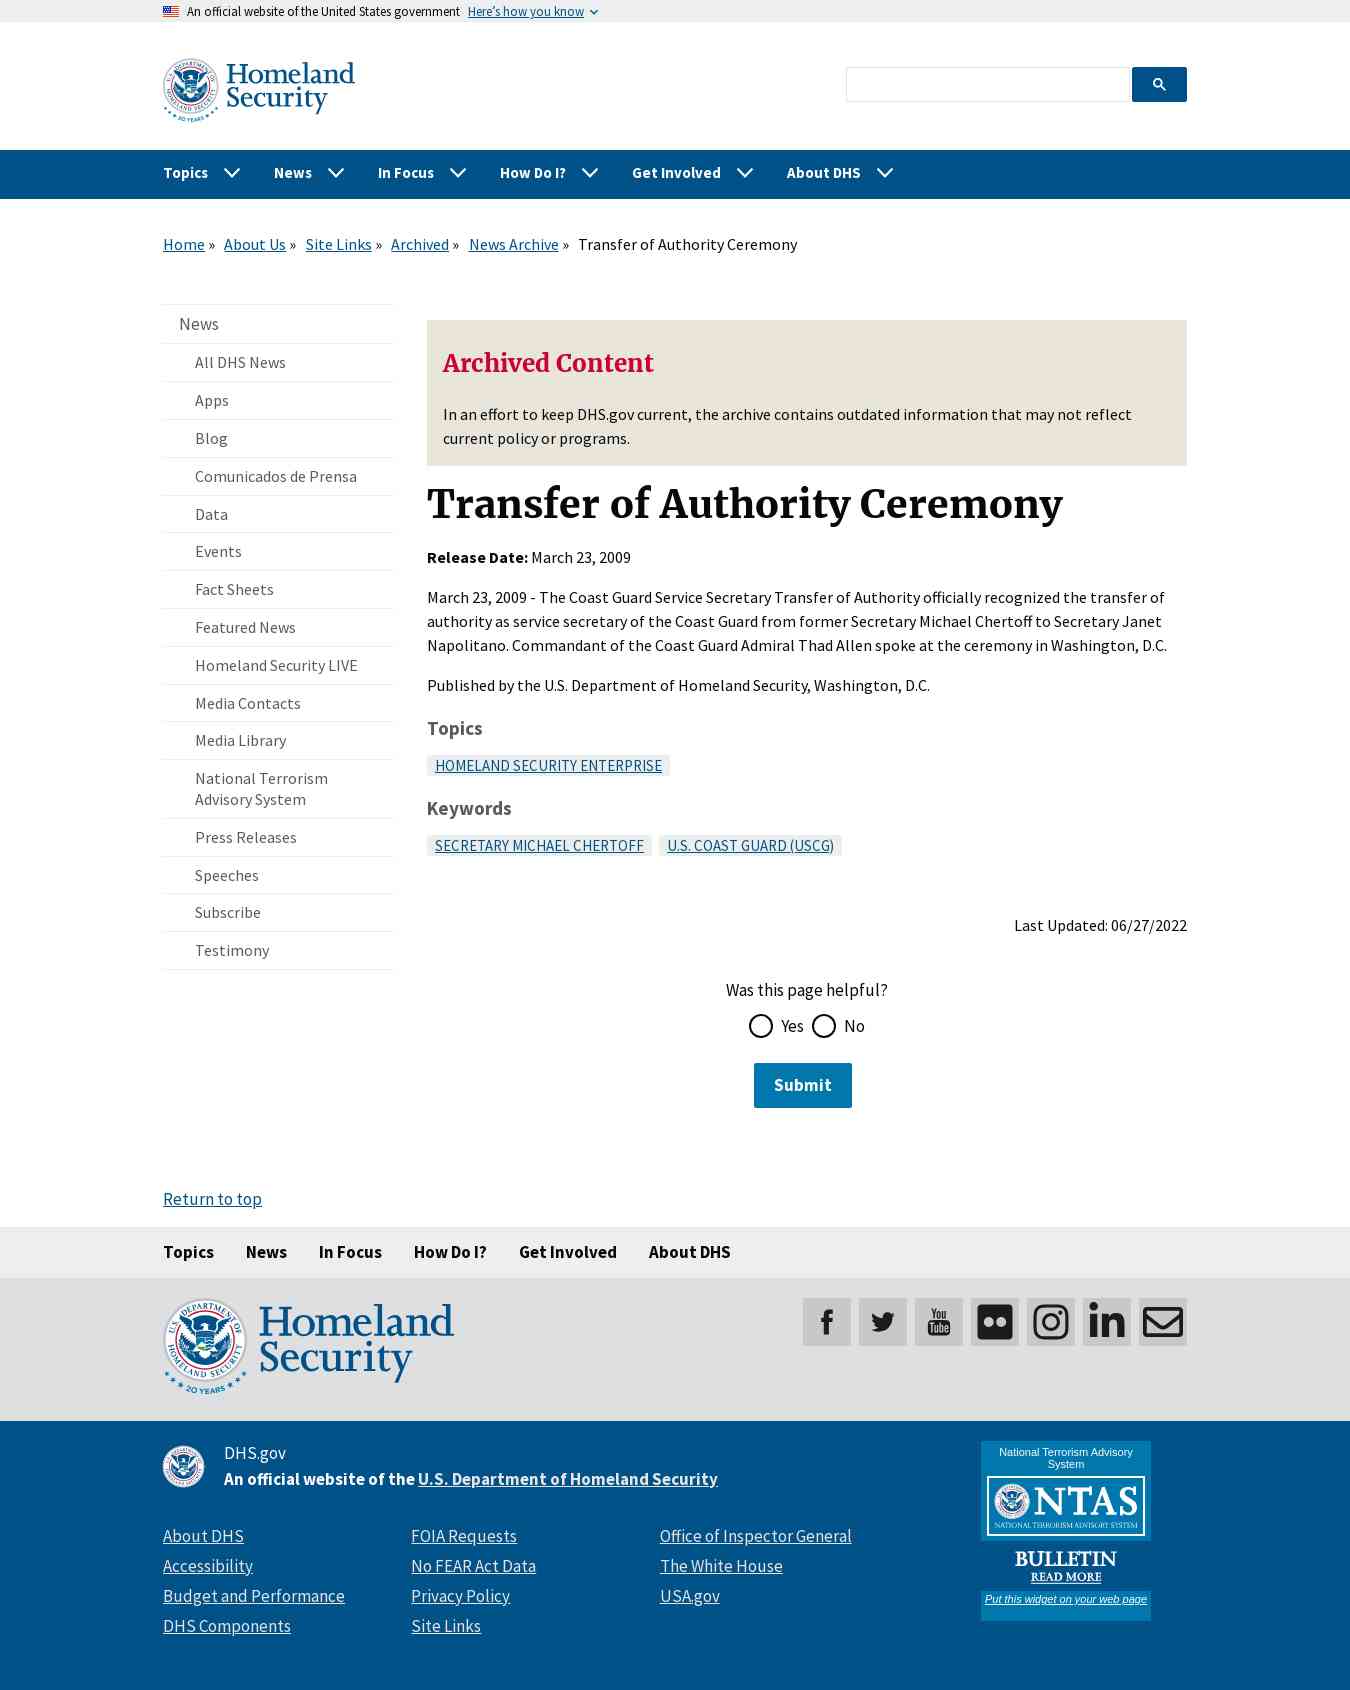 An official website of the United States government Here's how you know
Homeland
Security
20 YEARS
Topics News In Focus How Do I? Get Involved About DHS
Home » About Us » Site Links » Archived » News Archive » Transfer of Authority Ceremony
News
All DHS News
Apps
Blog
Comunicados de Prensa
Data
Events
Fact Sheets
Featured News
Homeland Security LIVE
Media Contacts
Media Library
National Terrorism
Advisory System
Press Releases
Speeches
Subscribe
Testimony
Archived Content
In an effort to keep DHS.gov current, the archive contains outdated information that may not reflect
current policy or programs.
Transfer of Authority Ceremony
Release Date: March 23, 2009
March 23, 2009 - The Coast Guard Service Secretary Transfer of Authority officially recognized the transfer of
authority as service secretary of the Coast Guard from former Secretary Michael Chertoff to Secretary Janet
Napolitano. Commandant of the Coast Guard Admiral Thad Allen spoke at the ceremony in Washington, D.C.
Published by the U.S. Department of Homeland Security, Washington, D.C.
Topics
HOMELAND SECURITY ENTERPRISE
Keywords
SECRETARY MICHAEL CHERTOFF U.S. COAST GUARD (USCG)
Last Updated: 06/27/2022
Was this page helpful?
Yes No
Submit
Return to top
Topics News In Focus How Do I? Get Involved About DHS
U.S. DEPARTMENT OF
HOMELAND SECURITY
20 YEARS
Homeland
Security
You
Tube
in
DHS.gov
An official website of the U.S. Department of Homeland Security
About DHS
Accessibility
Budget and Performance
DHS Components
FOIA Requests
No FEAR Act Data
Privacy Policy
Site Links
Office of Inspector General
The White House
USA.gov
National Terrorism Advisory
System
NTAS
NATIONAL TERRORISM ADVISORY SYSTEM
BULLETIN
READ MORE
Put this widget on your web page